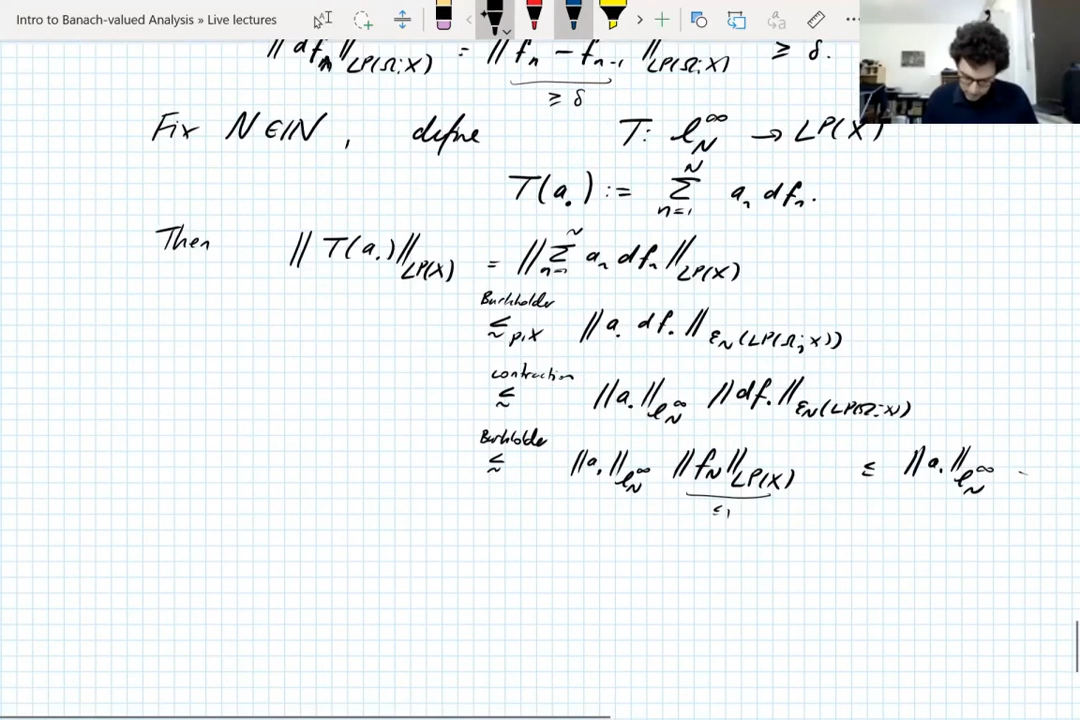 Intro to Banach-valued Analysis » Live lectures
‖ df_n ‖_{L^p(Ω;X)} = ‖ f_n − f_{n-1} ‖_{L^p(Ω;X)} ≥ δ.
≥ δ
Fix N ∈ ℕ, define T: ℓ^∞_N → L^p(X)
T(a.) := Σ_{n=1}^N a_n df_n.
Then ‖ T(a.) ‖_{L^p(X)} = ‖ Σ_{n=1}^N a_n df_n ‖_{L^p(X)}
Burkholder
≲_{p,X} ‖ a. df. ‖_{ε_N(L^p(Ω;X))}
contraction
≲ ‖a.‖_{ℓ^∞_N} ‖df.‖_{ε_N(L^p(Ω;X))}
Burkholder
≲ ‖a.‖_{ℓ^∞_N} ‖f_N‖_{L^p(X)} ≤ ‖a.‖_{ℓ^∞_N}
≤ 1